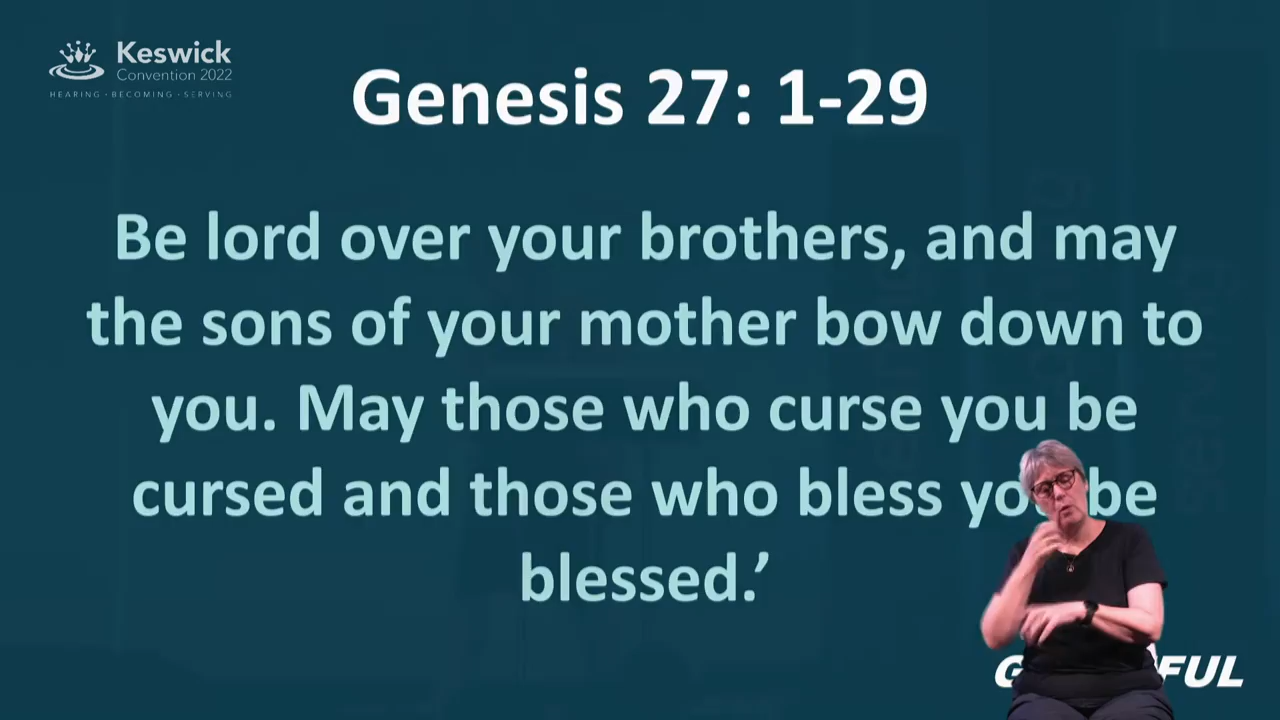 Keswick
Convention 2022
HEARING · BECOMING · SERVING
Genesis 27: 1-29
Be lord over your brothers, and may
the sons of your mother bow down to
you. May those who curse you be
cursed and those who bless you be
blessed.’